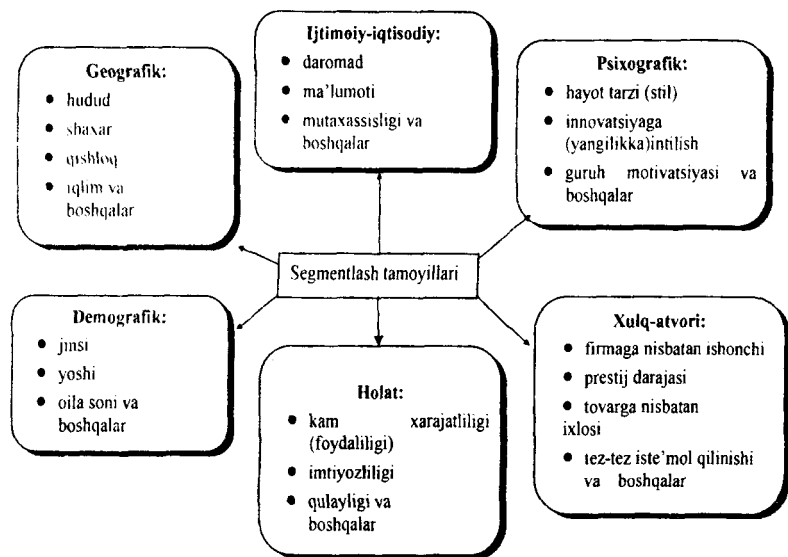 Geografik:
• hudud
• shaxar
• qishloq
• iqlim va
boshqalar
Ijtimoiy-iqtisodiy:
• daromad
• ma'lumoti
• mutaxassisligi va
boshqalar
Psixografik:
• hayot tarzi (stil)
• innovatsiyaga
(yangilikka)intilish
• guruh motivatsiyasi va
boshqalar
Segmentlash tamoyillari
Demografik:
• jinsi
• yoshi
• oila soni va
boshqalar
Holat:
• kam xarajatliligi
(foydaliligi)
• imtiyozliligi
• qulayligi va
boshqalar
Xulq-atvori:
• firmaga nisbatan ishonchi
• prestij darajasi
• tovarga nisbatan
ixlosi
• tez-tez iste'mol qilinishi
va boshqalar